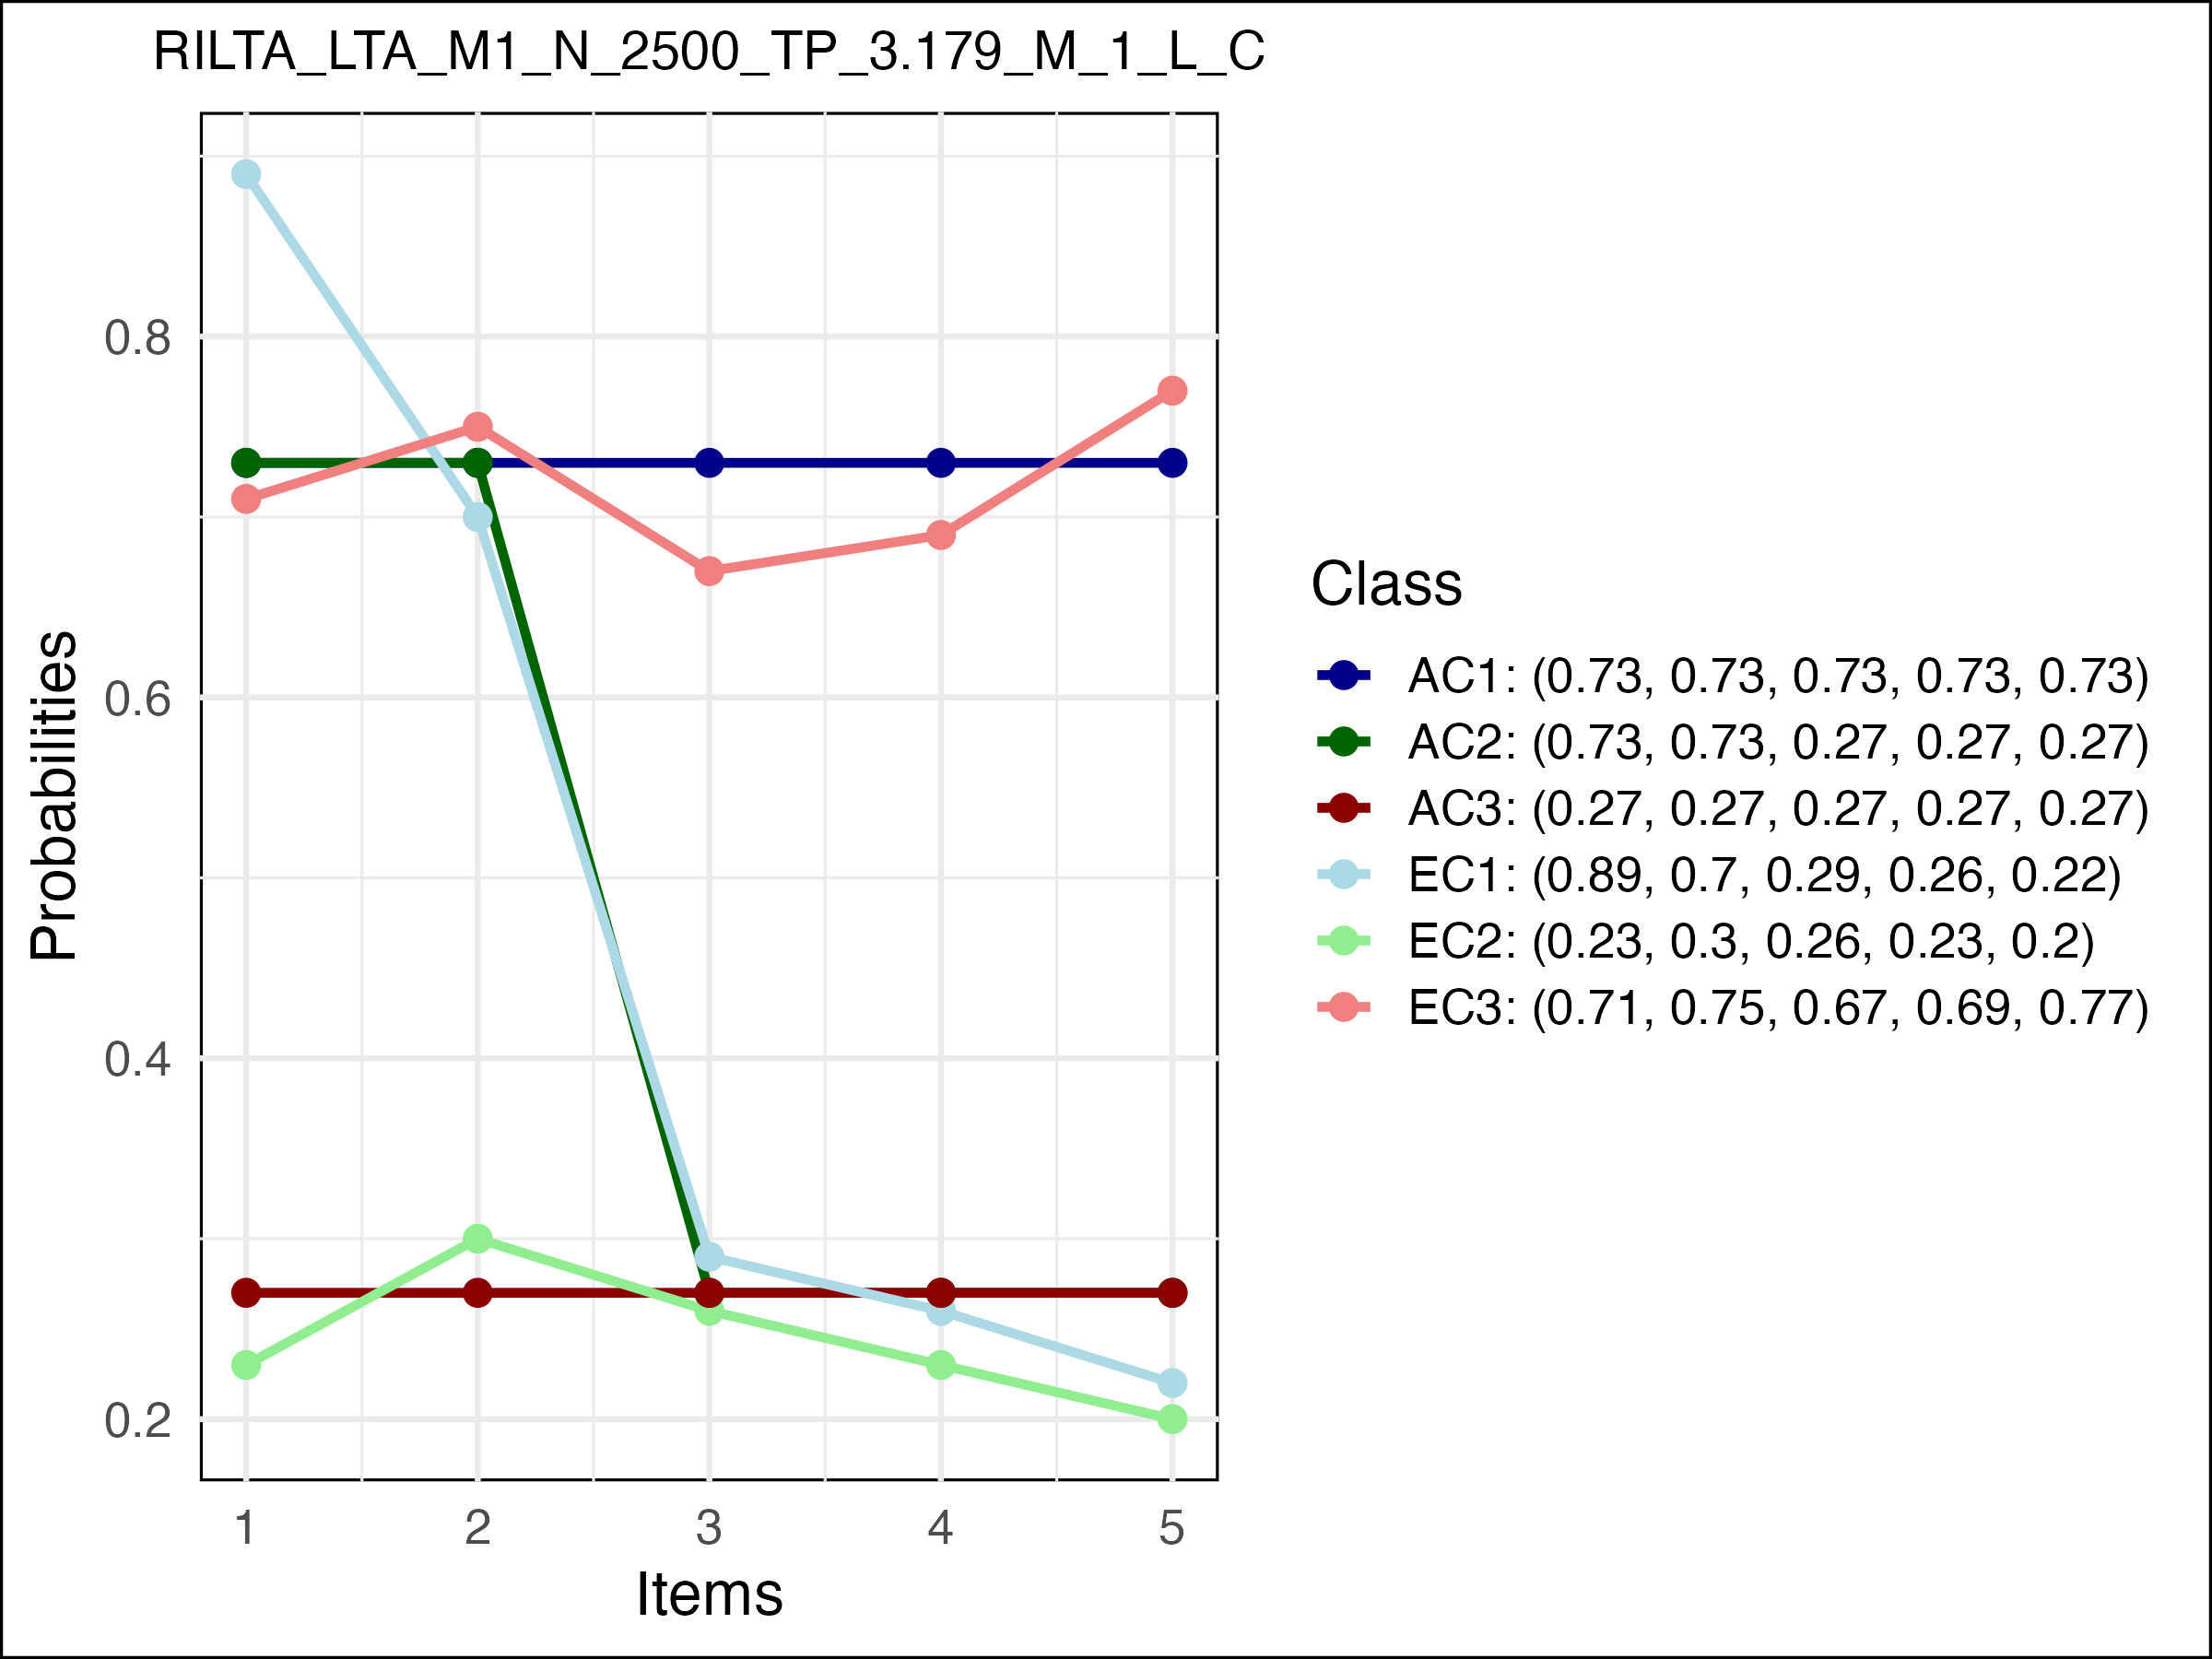 RILTA_LTA_M1_N_2500_TP_3.179_M_1_L_C
Probabilities
0.8
0.6
0.4
0.2
1 2 3 4 5
Items
Class
AC1: (0.73, 0.73, 0.73, 0.73, 0.73)
AC2: (0.73, 0.73, 0.27, 0.27, 0.27)
AC3: (0.27, 0.27, 0.27, 0.27, 0.27)
EC1: (0.89, 0.7, 0.29, 0.26, 0.22)
EC2: (0.23, 0.3, 0.26, 0.23, 0.2)
EC3: (0.71, 0.75, 0.67, 0.69, 0.77)